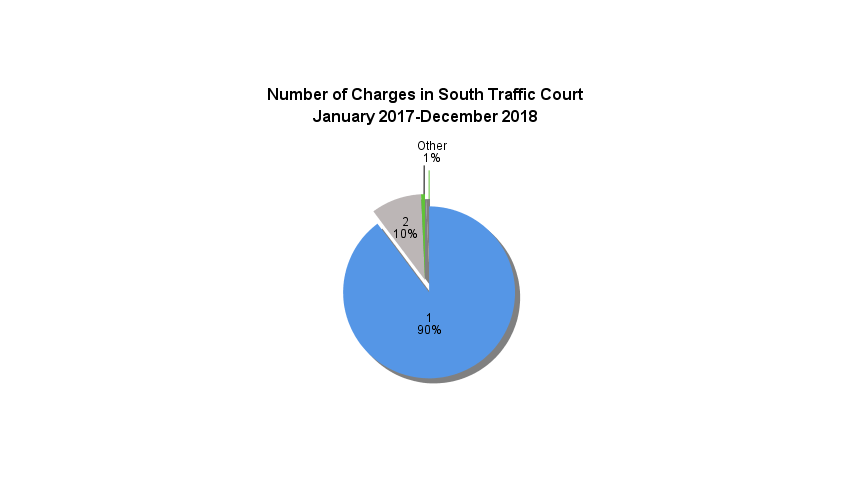 Number of Charges in South Traffic Court
January 2017-December 2018
Other
1%
2
10%
1
90%